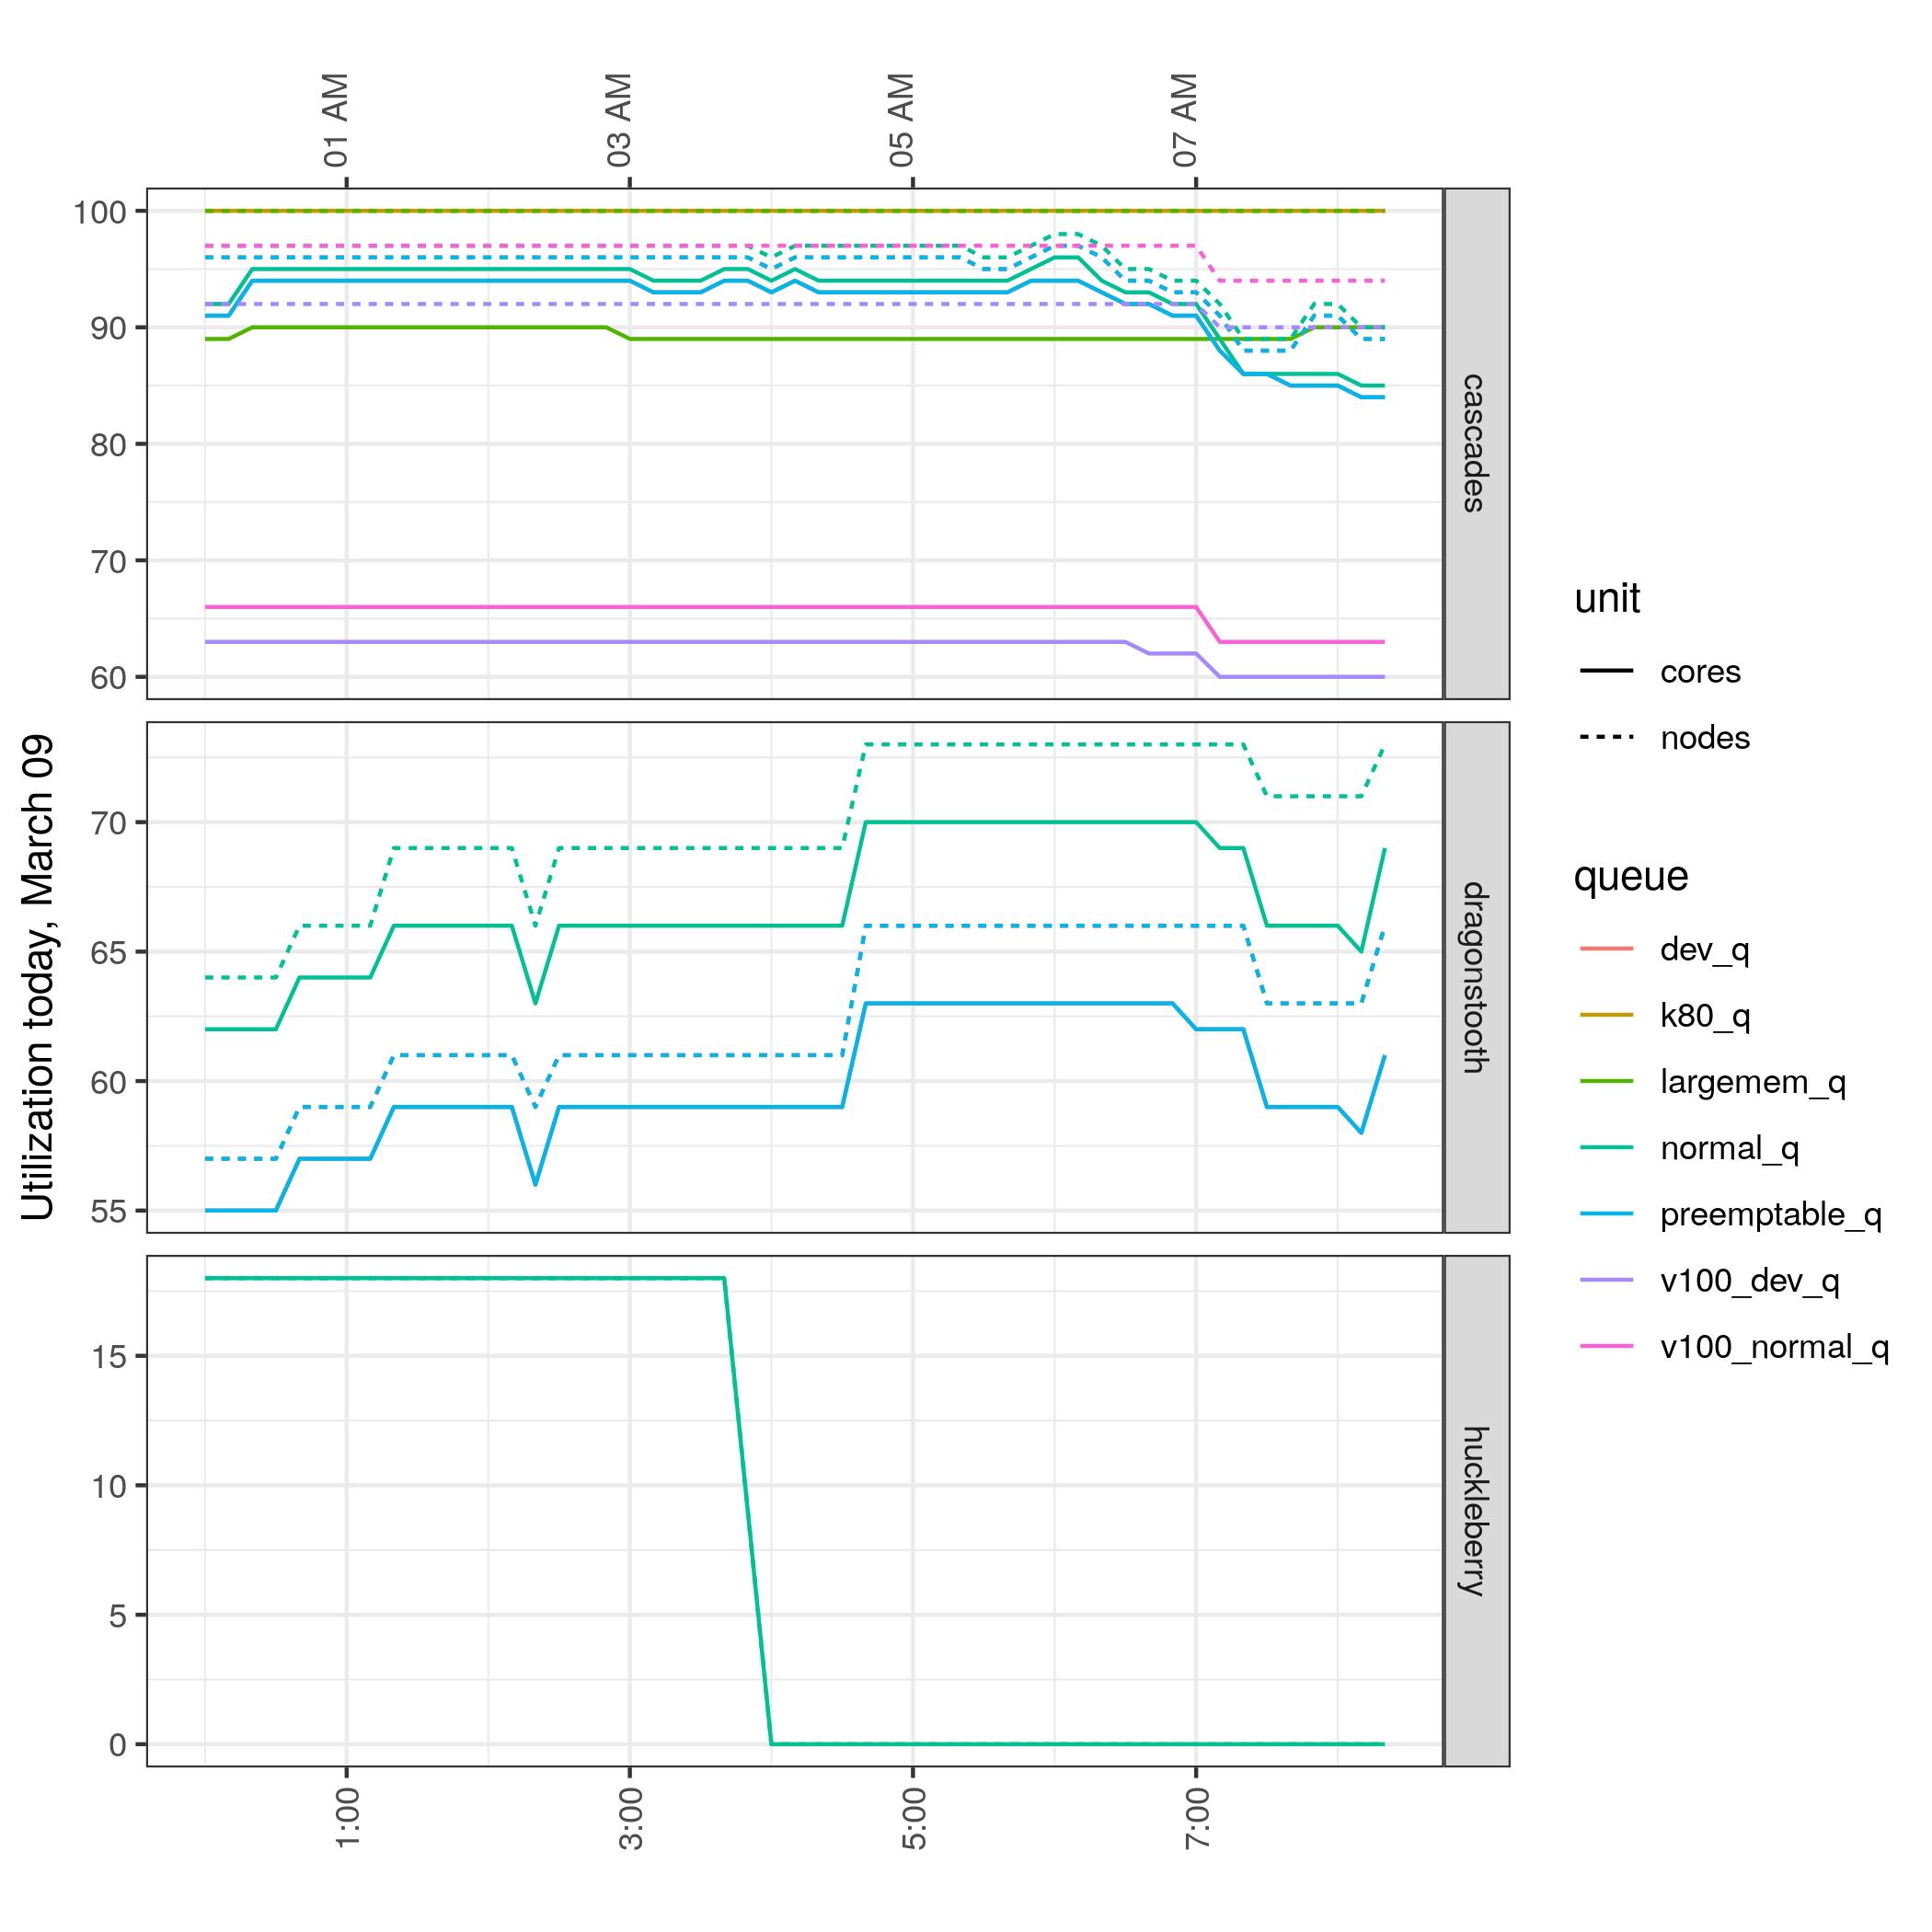 01 AM
03 AM
05 AM
07 AM
Utilization today, March 09
100
90
80
70
60
cascades
70
65
60
55
dragonstooth
15
10
5
0
huckleberry
1:00
3:00
5:00
7:00
unit
cores
nodes
queue
dev_q
k80_q
largemem_q
normal_q
preemptable_q
v100_dev_q
v100_normal_q